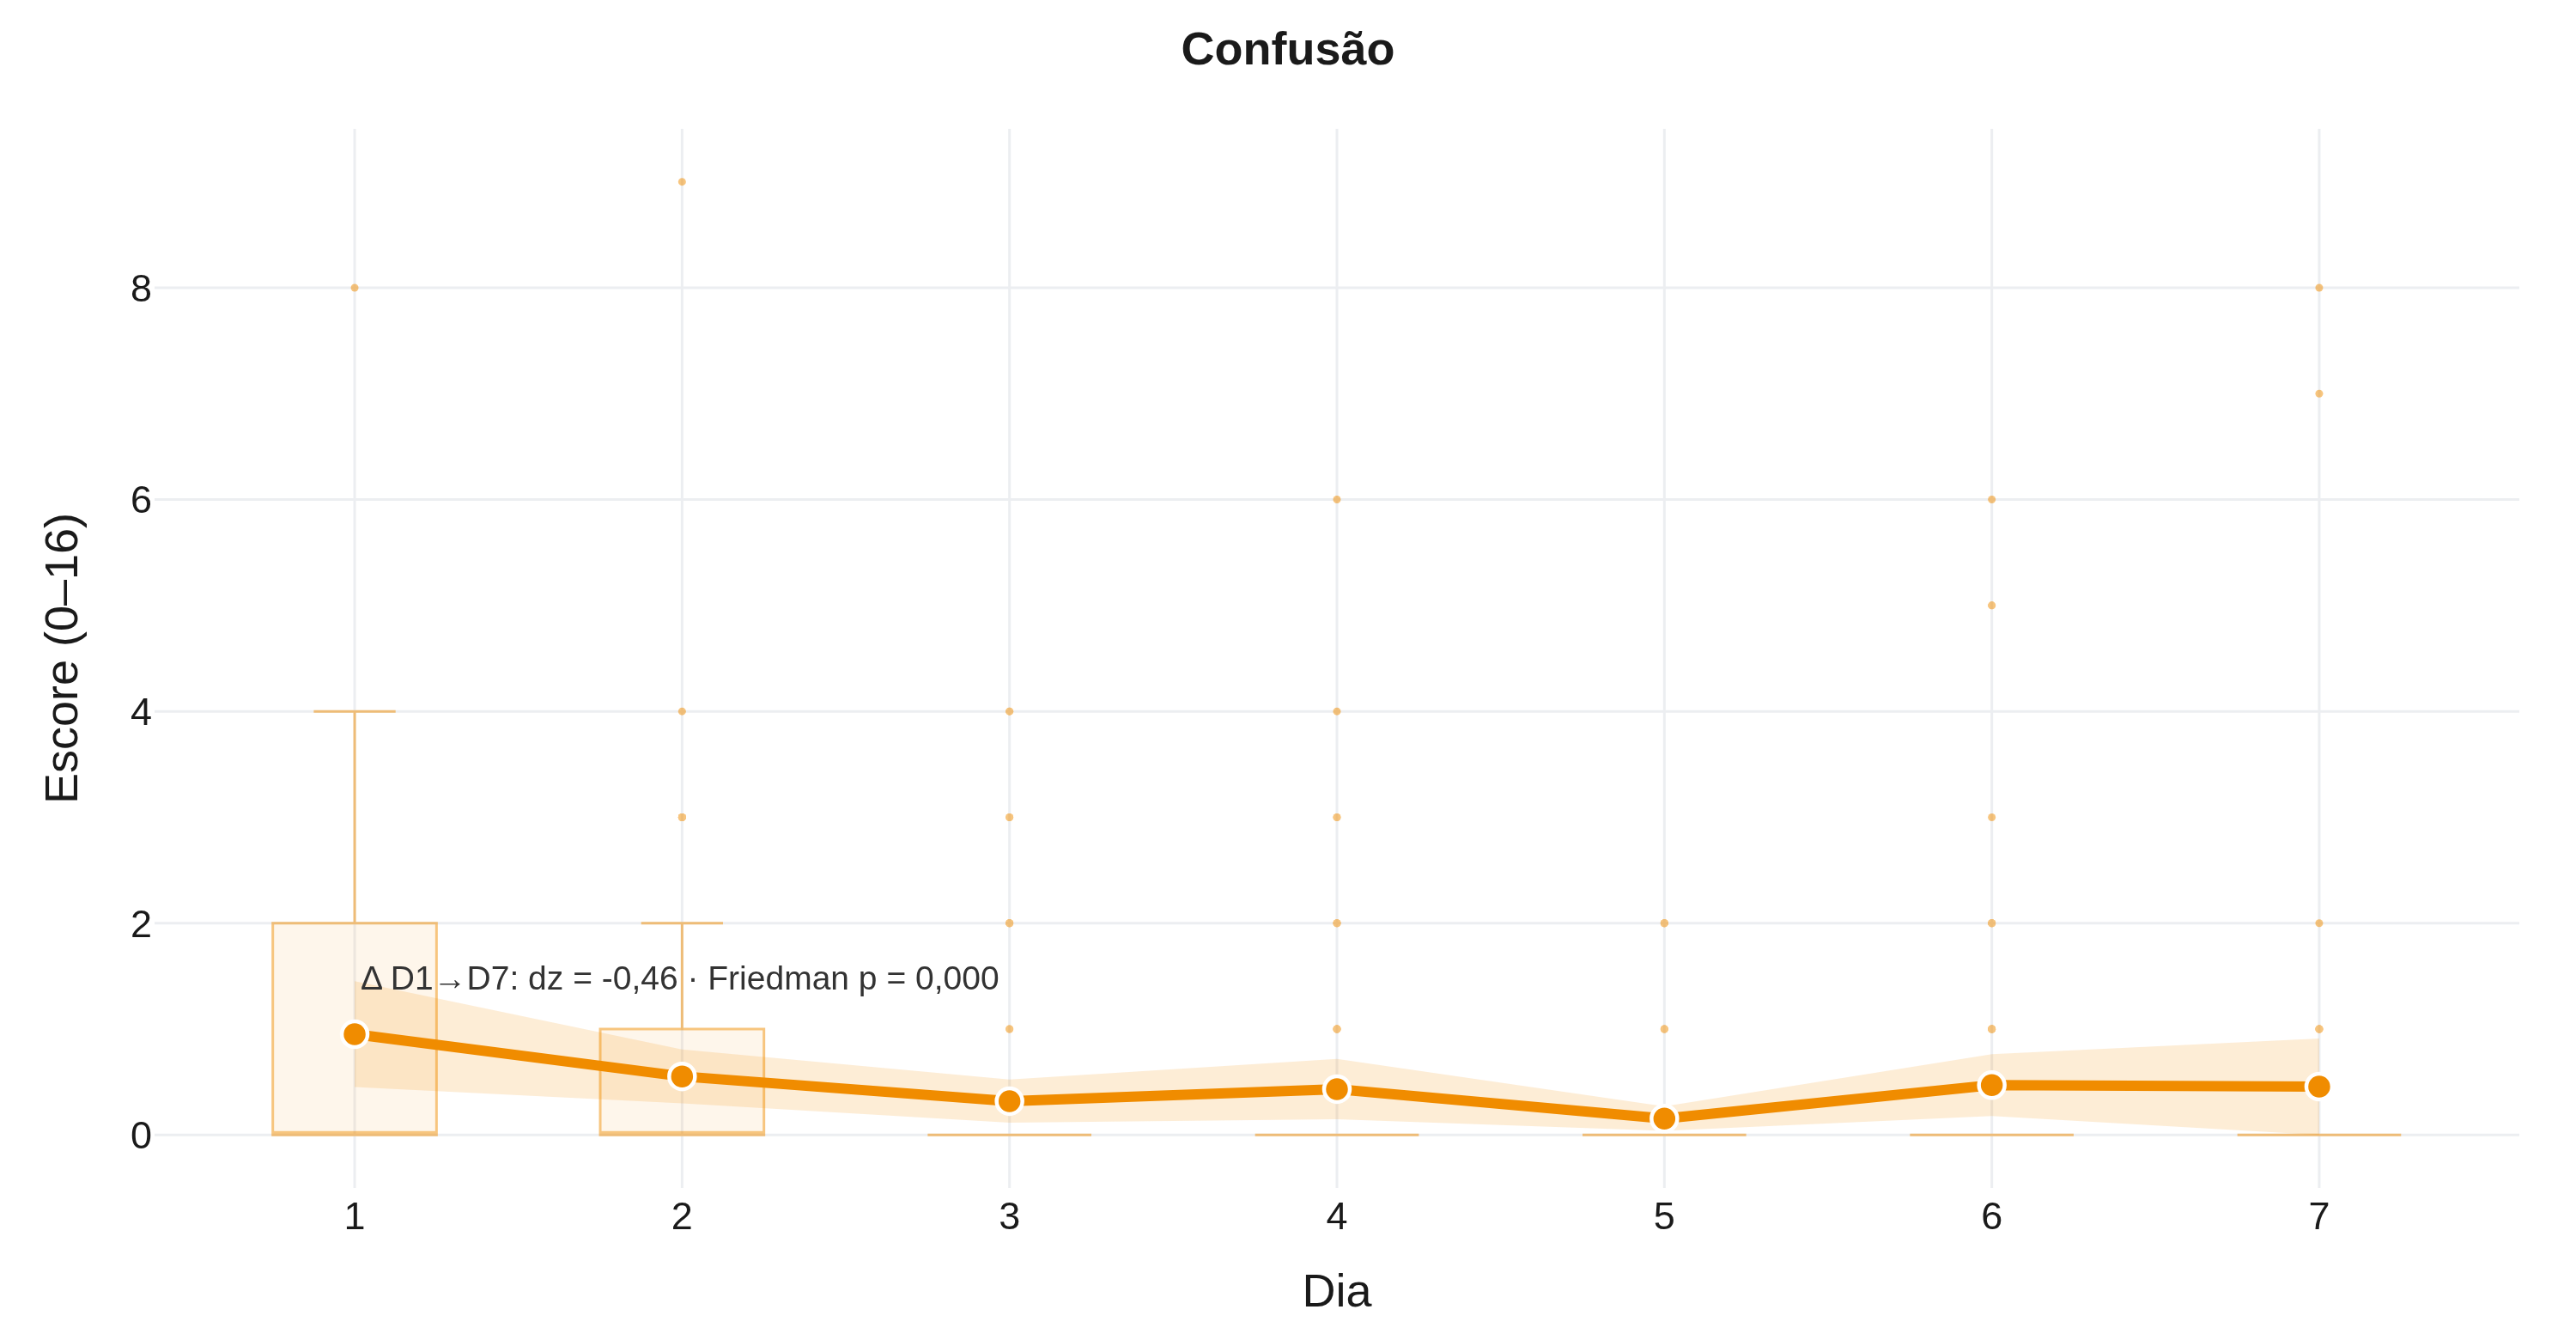 Confusão
Escore (0–16)
8
6
4
2
0
Δ D1→D7: dz = -0,46 · Friedman p = 0,000
1 2 3 4 5 6 7
Dia